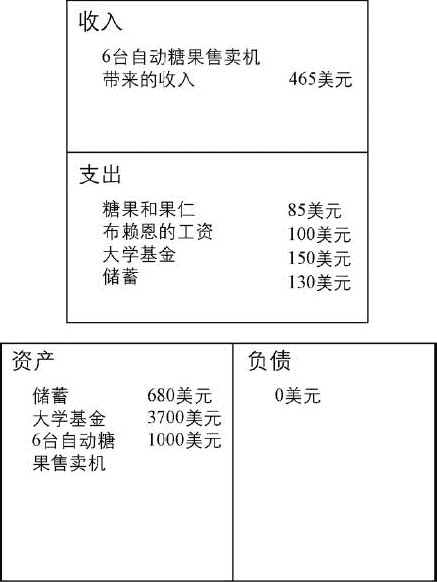 收入
6台自动糖果售卖机
带来的收入 465美元
支出
糖果和果仁 85美元
布赖恩的工资 100美元
大学基金 150美元
储蓄 130美元
资产
储蓄 680美元
大学基金 3700美元
6台自动糖 1000美元
果售卖机
负债
0美元